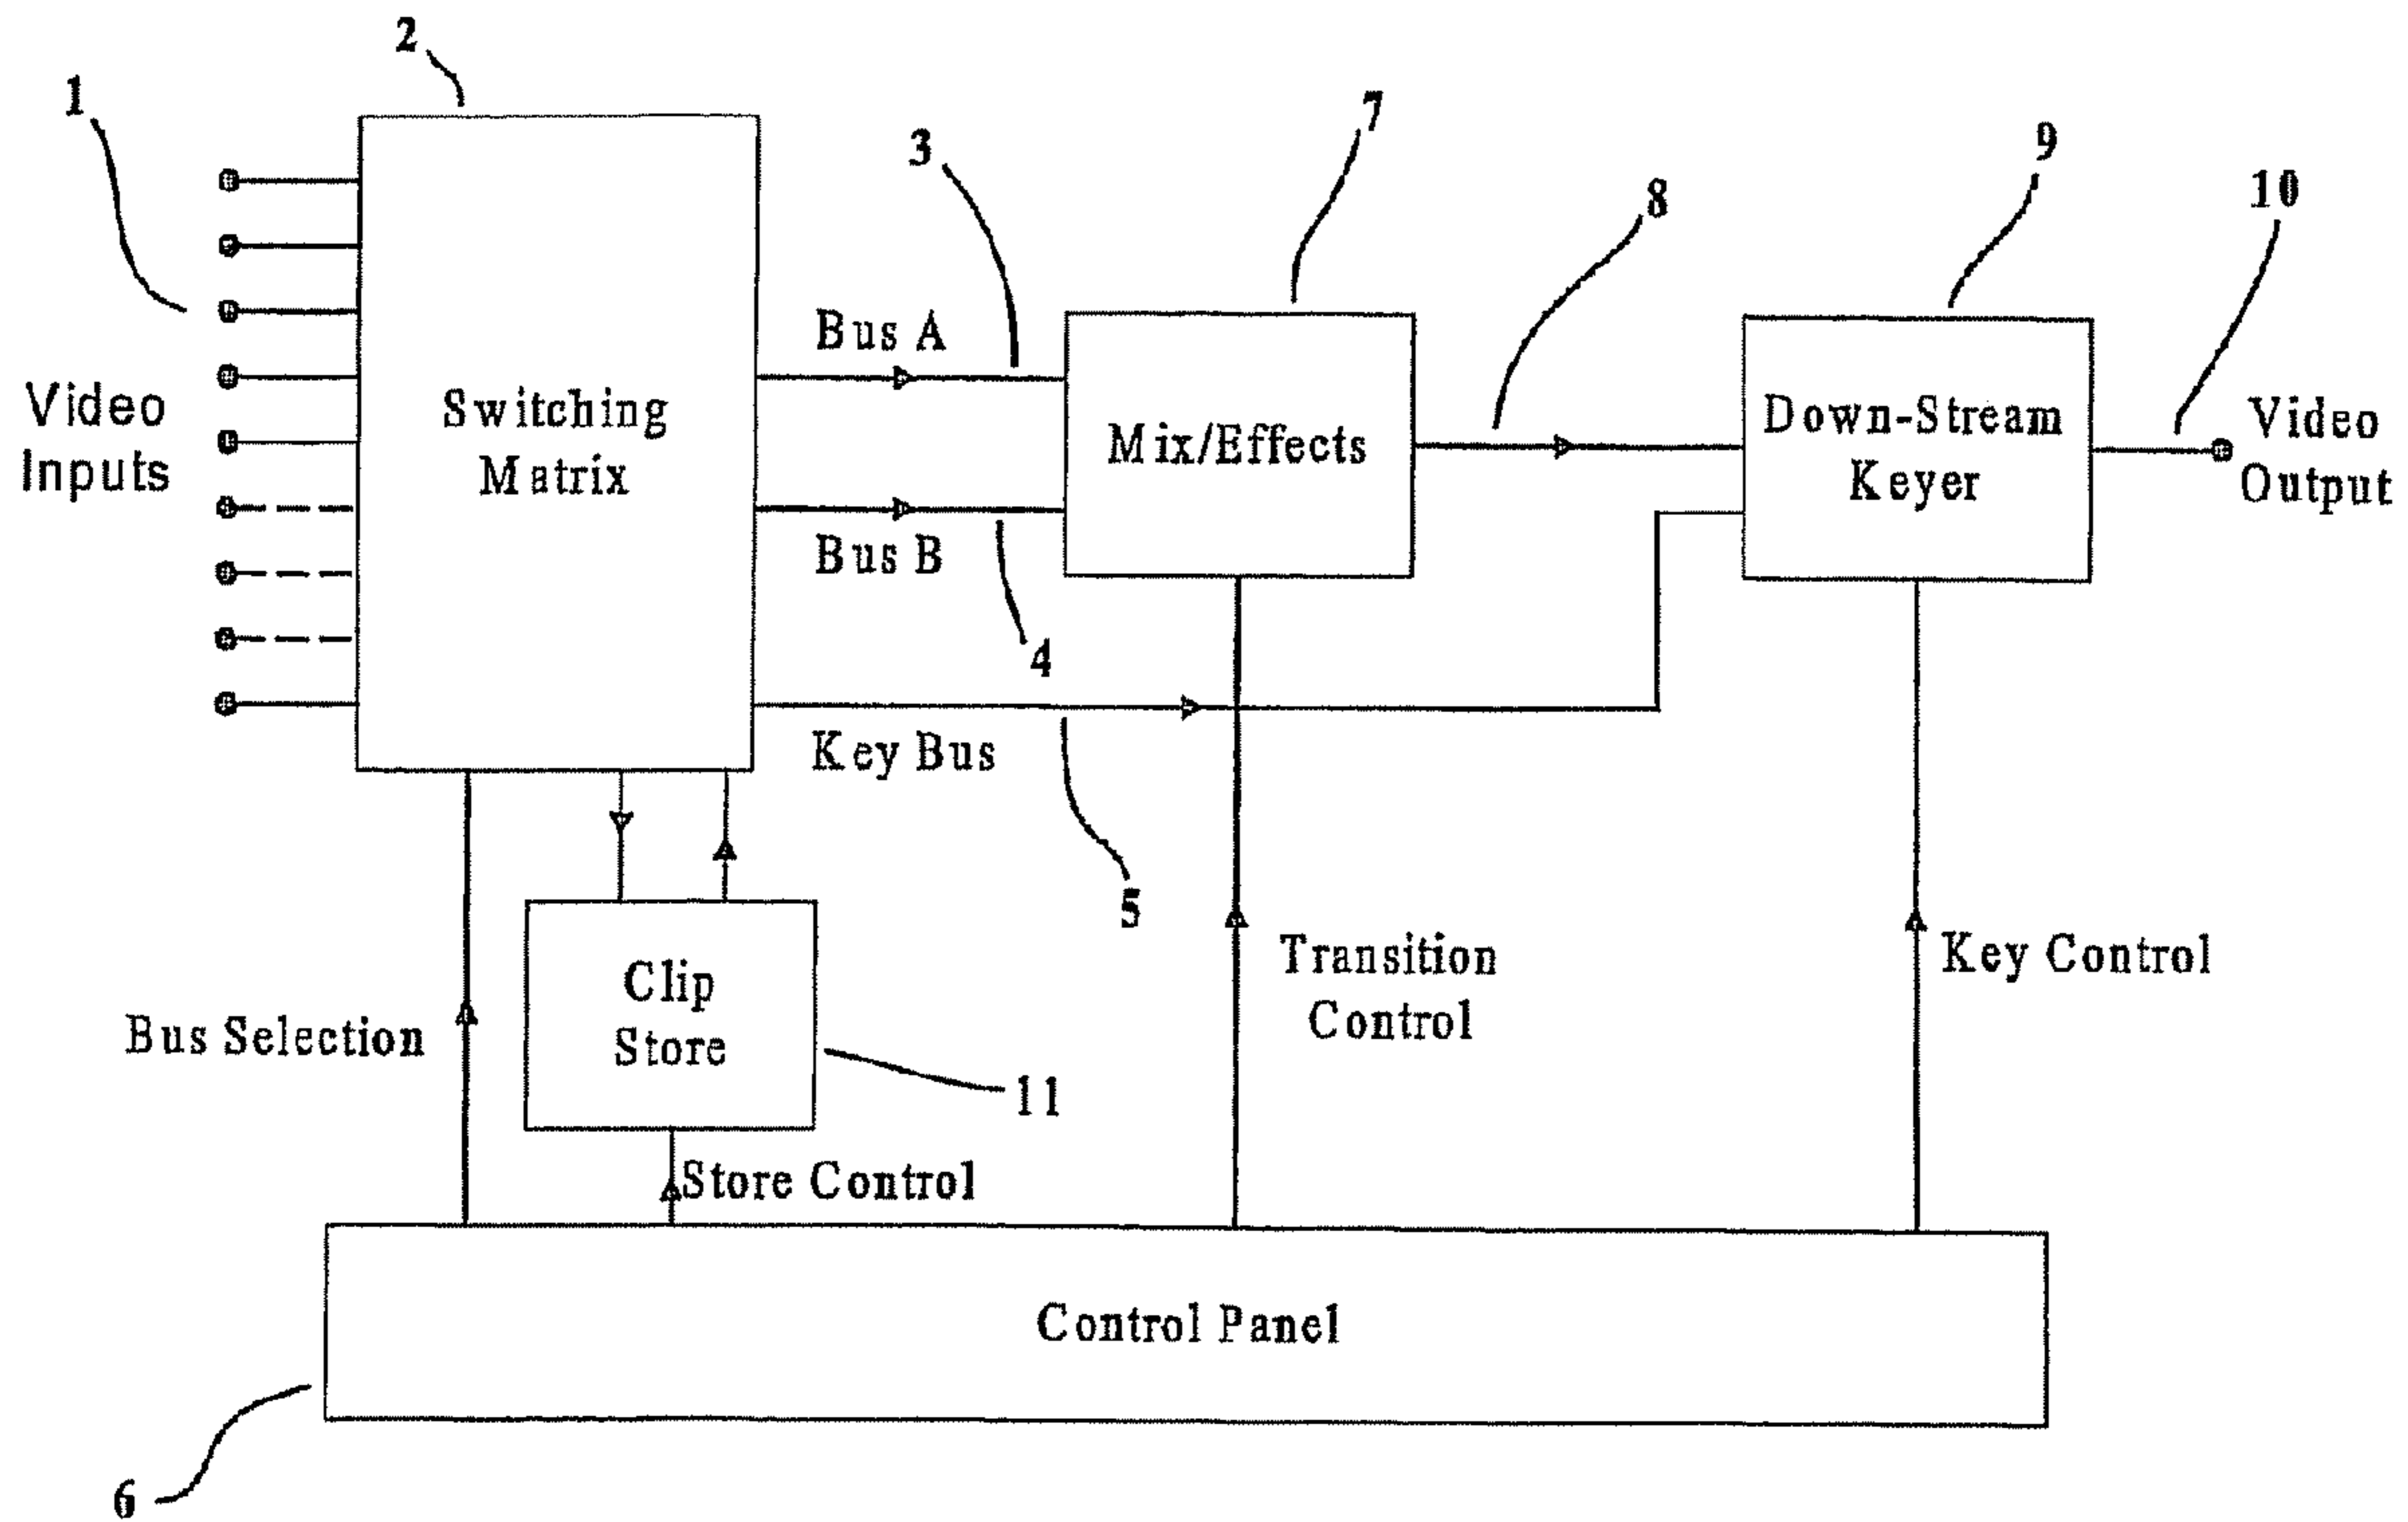 2
1
7
3
9
8
10
Bus A
Video
Inputs
Switching
Matrix
Mix/Effects
Down-Stream
Keyer
Video
Output
Bus B
4
Key Bus
5
Clip
Store
Transition
Control
Key Control
Bus Selection
11
Store Control
Control Panel
6